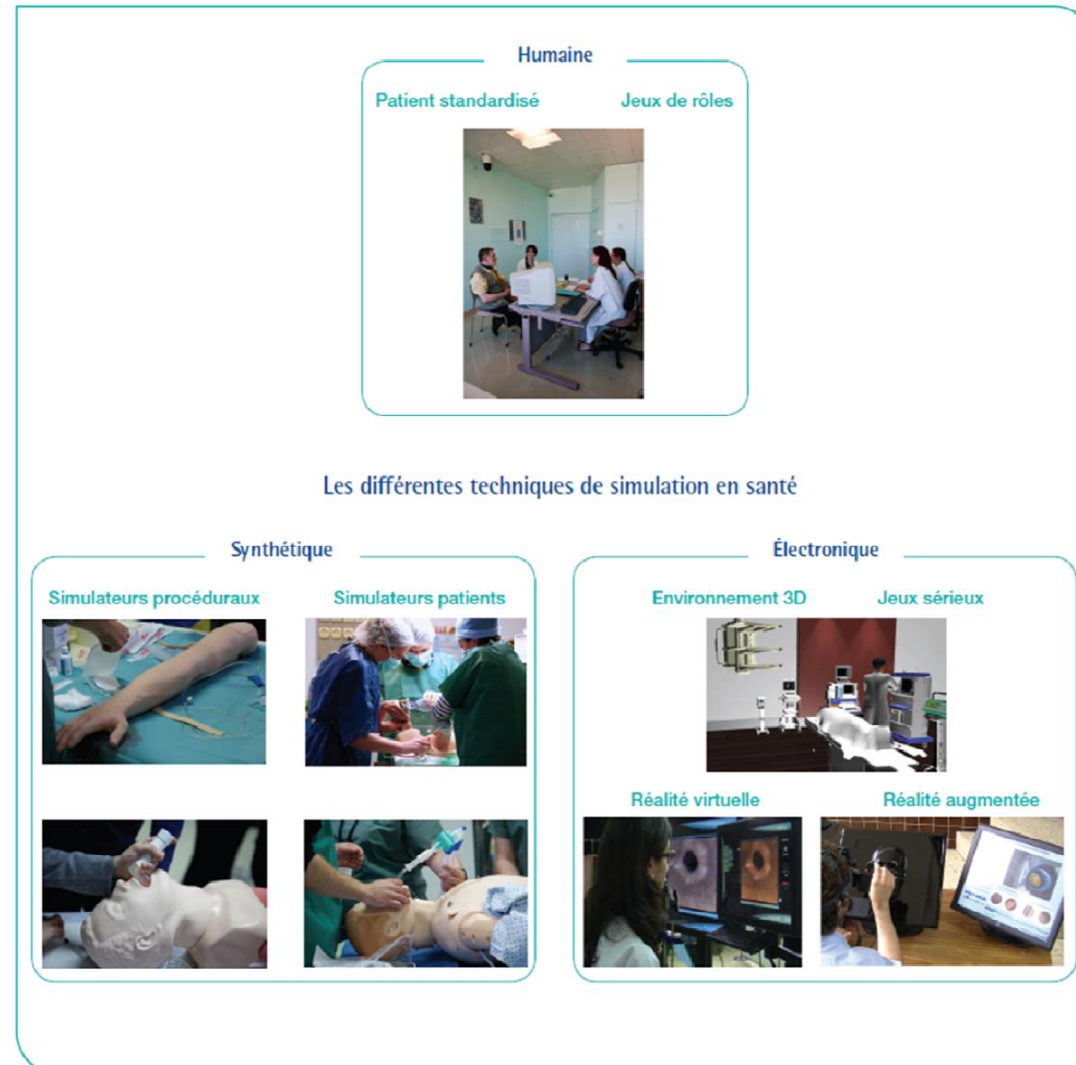 Humaine
Patient standardisé
Jeux de rôles
Les différentes techniques de simulation en santé
Synthétique
Simulateurs procéduraux
Simulateurs patients
Électronique
Environnement 3D
Jeux sérieux
Réalité virtuelle
Réalité augmentée